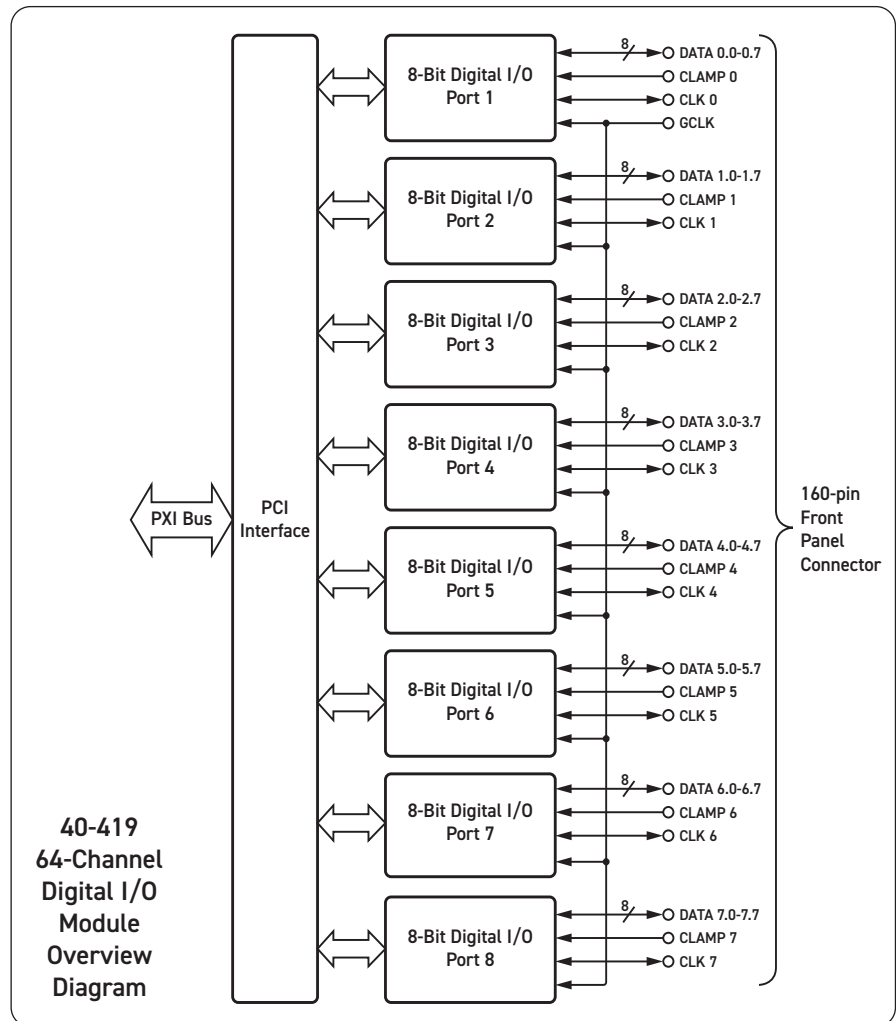 8-Bit Digital I/O
Port 1
8
DATA 0.0-0.7
CLAMP 0
CLK 0
GCLK
8-Bit Digital I/O
Port 2
8
DATA 1.0-1.7
CLAMP 1
CLK 1
8-Bit Digital I/O
Port 3
8
DATA 2.0-2.7
CLAMP 2
CLK 2
8-Bit Digital I/O
Port 4
8
DATA 3.0-3.7
CLAMP 3
CLK 3
PXI Bus
PCI
Interface
160-pin
Front
Panel
Connector
8-Bit Digital I/O
Port 5
8
DATA 4.0-4.7
CLAMP 4
CLK 4
8-Bit Digital I/O
Port 6
8
DATA 5.0-5.7
CLAMP 5
CLK 5
8-Bit Digital I/O
Port 7
8
DATA 6.0-6.7
CLAMP 6
CLK 6
8-Bit Digital I/O
Port 8
8
DATA 7.0-7.7
CLAMP 7
CLK 7
40-419
64-Channel
Digital I/O
Module
Overview
Diagram